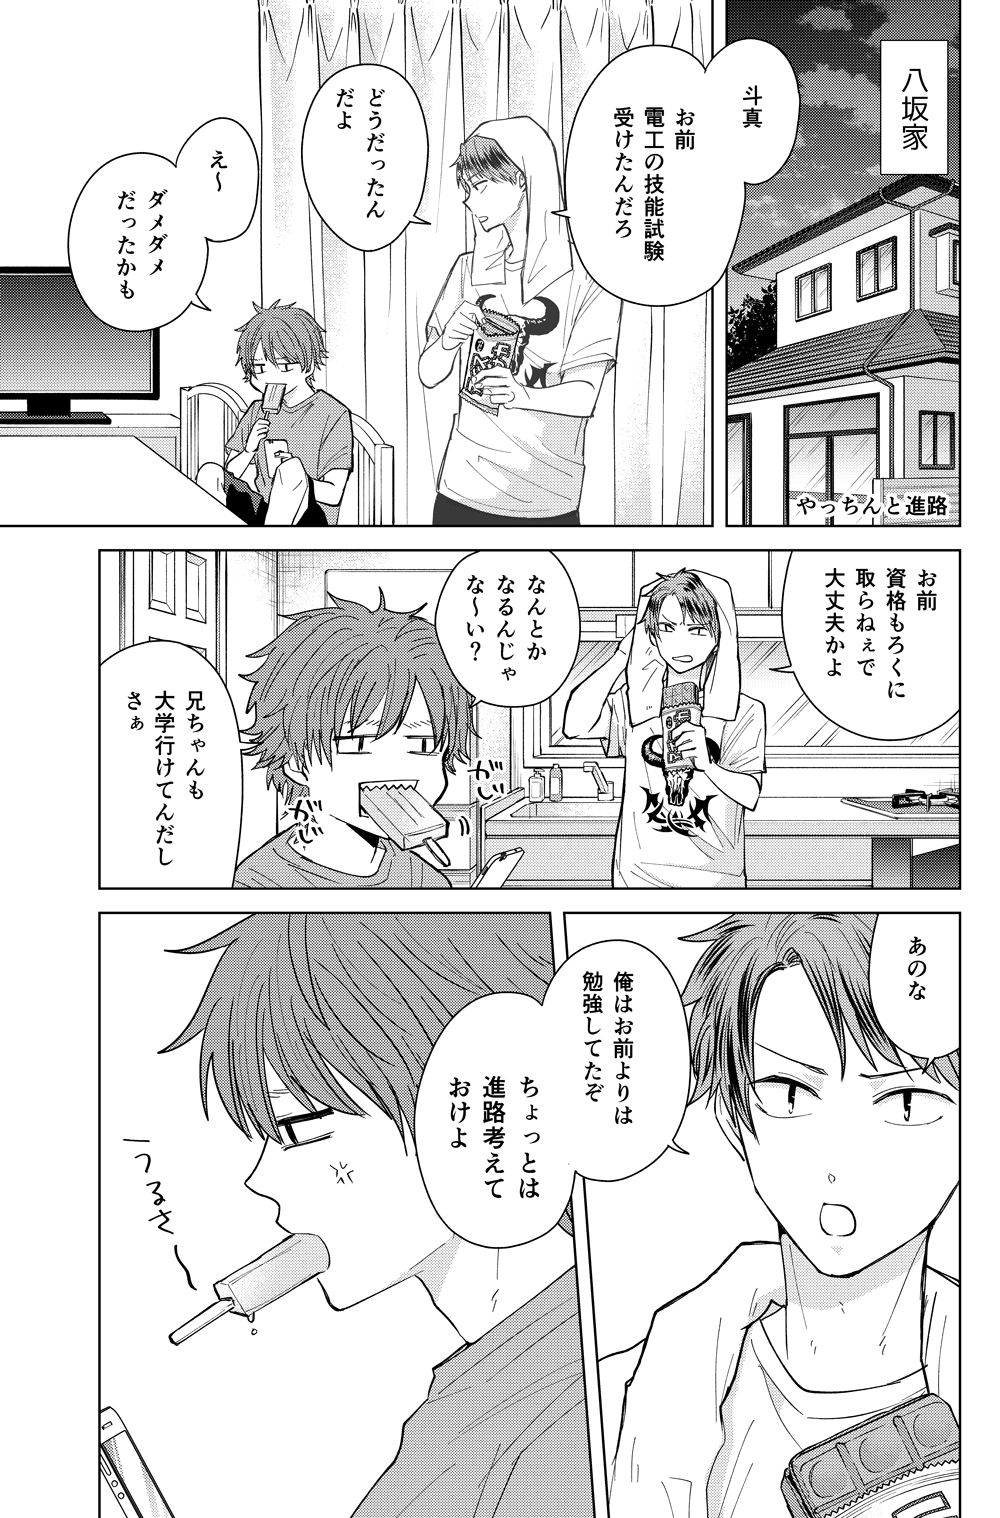 八坂家
やっちんと進路
斗真
お前
電工の技能試験
受けたんだろ
どうだったん
だよ
え〜
ダメダメ
だったかも
お前
資格もろくに
取らねぇで
大丈夫かよ
なんとか
なるんじゃ
な〜い？
がじ
がじ
兄ちゃんも
大学行けてんだし
さぁ
あのな
俺はお前よりは
勉強してたぞ
ちょっとは
進路考えて
おけよ
うるさ